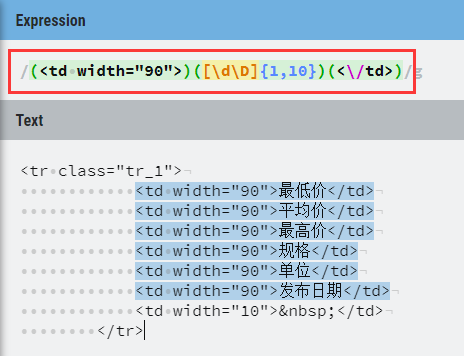 Expression
/(<td width="90">)([\d\D]{1,10})(<\/td>)/g
Text
<tr class="tr_1">
<td width="90">最低价</td>
<td width="90">平均价</td>
<td width="90">最高价</td>
<td width="90">规格</td>
<td width="90">单位</td>
<td width="90">发布日期</td>
<td width="10">&nbsp;</td>
</tr>